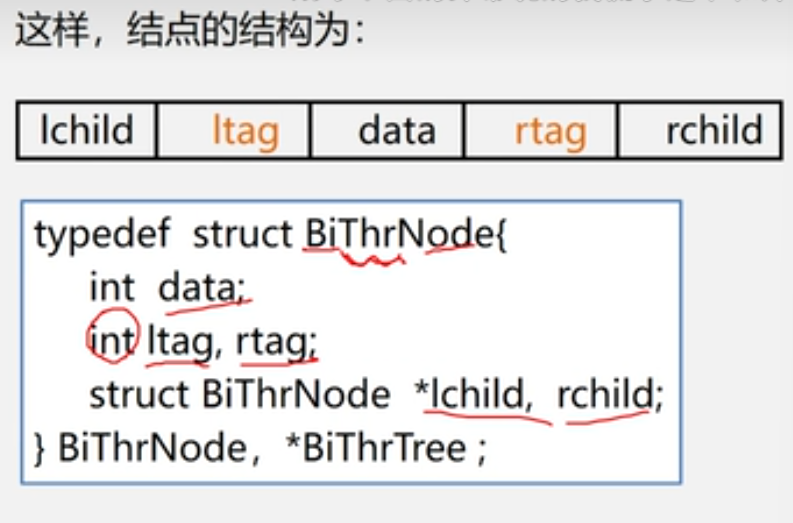 这样，结点的结构为：
lchild ltag data rtag rchild
typedef struct BiThrNode{
int data;
int ltag, rtag;
struct BiThrNode *lchild, rchild;
} BiThrNode, *BiThrTree ;